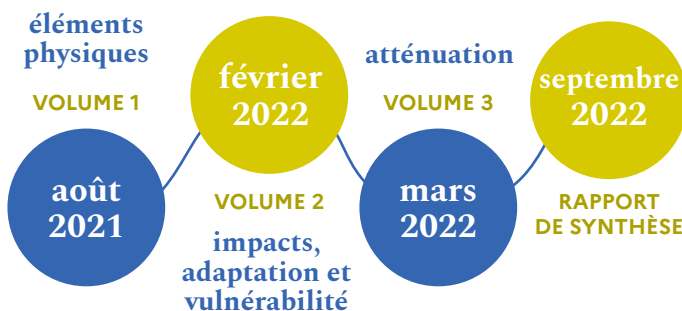 éléments
physiques
VOLUME 1
août
2021
février
2022
VOLUME 2
impacts,
adaptation et
vulnérabilité
atténuation
VOLUME 3
mars
2022
septembre
2022
RAPPORT
DE SYNTHÈSE